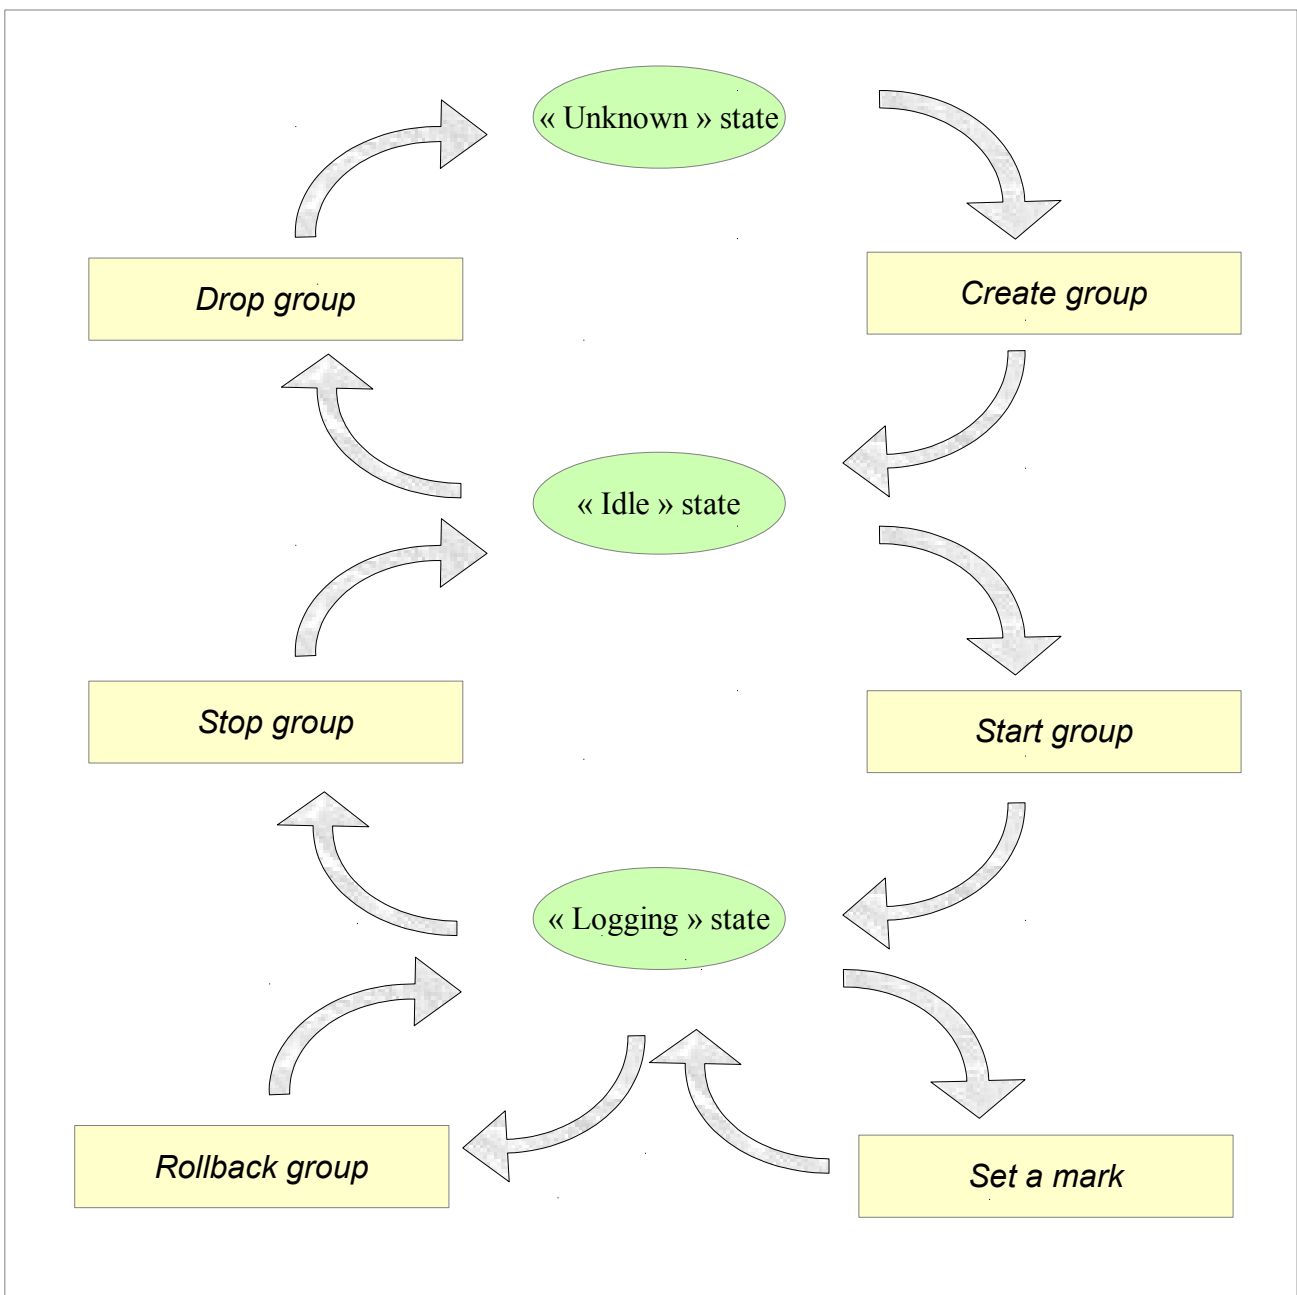 « Unknown » state
Drop group
Create group
« Idle » state
Stop group
Start group
« Logging » state
Rollback group
Set a mark